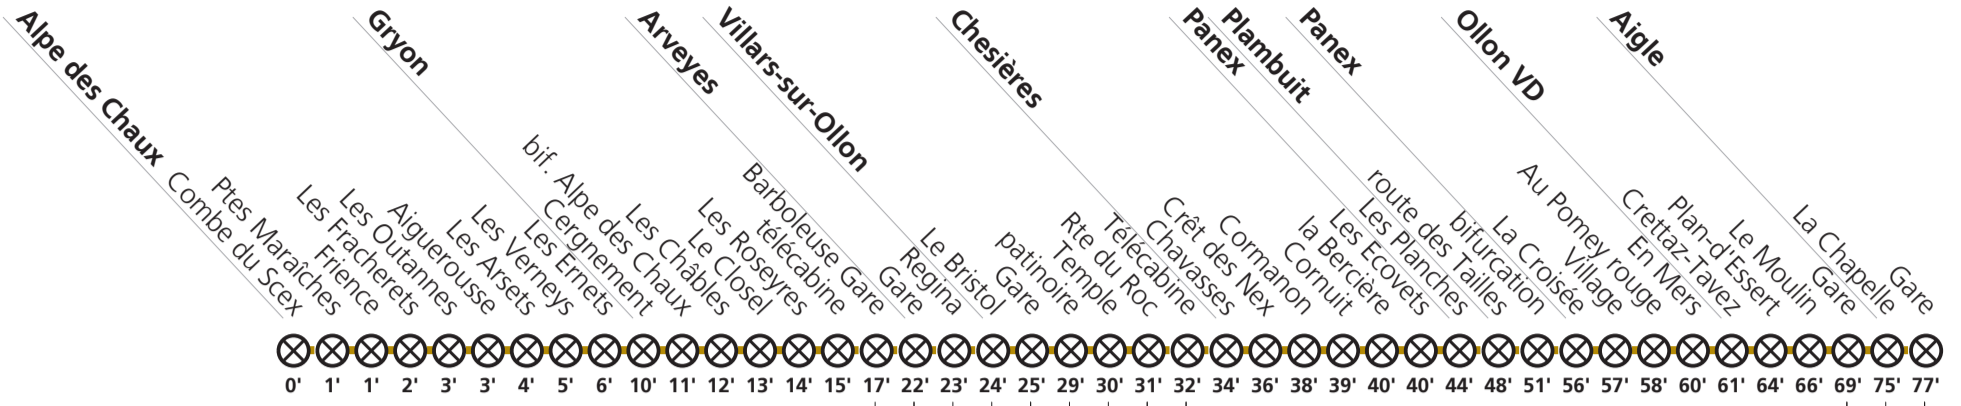 Alpe des Chaux
Combe du Scex
Ptes Maraîches
Frience
Les Fracherets
Les Outannes
Aiguerousse
Les Arsets
Les Verneys
Les Ernets
Gryon
Cergnement
bif. Alpe des Chaux
Les Châbles
Le Closel
Les Roseyres
télécabine
Barboleuse Gare
Arveyes
Gare
Regina
Villars-sur-Ollon
Le Bristol
Gare
patinoire
Temple
Rte du Roc
Télécabine
Chesières
Chavasses
Crêt des Nex
Cormanon
Cornuit
la Bercière
Les Ecovets
Panex
Les Planches
Plambuit
route des Tailles
bifurcation
Panex
La Croisée
Village
Au Pomey rouge
En Mers
Ollon VD
Crettaz-Tavez
Plan-d'Essert
Le Moulin
Gare
Aigle
La Chapelle
Gare
0' 1' 1' 2' 3' 3' 4' 5' 6' 10' 11' 12' 13' 14' 15' 17' 22' 23' 24' 25' 29' 30' 31' 32' 34' 36' 38' 39' 40' 40' 44' 48' 51' 56' 57' 58' 60' 61' 64' 66' 69' 75' 77'